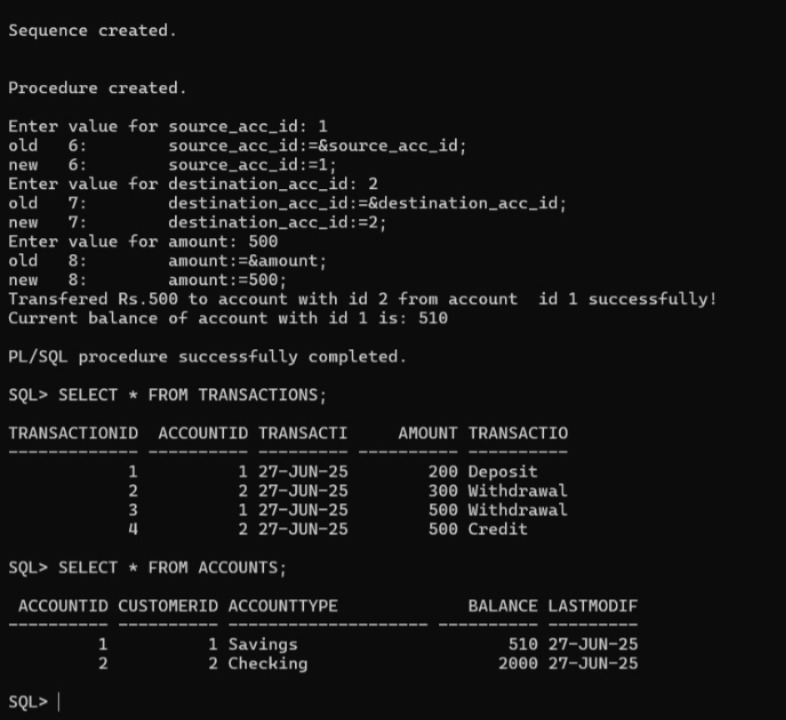 Sequence created.
Procedure created.
Enter value for source_acc_id: 1
old   6:        source_acc_id:=&source_acc_id;
new   6:        source_acc_id:=1;
Enter value for destination_acc_id: 2
old   7:        destination_acc_id:=&destination_acc_id;
new   7:        destination_acc_id:=2;
Enter value for amount: 500
old   8:        amount:=&amount;
new   8:        amount:=500;
Transfered Rs.500 to account with id 2 from account  id 1 successfully!
Current balance of account with id 1 is: 510
PL/SQL procedure successfully completed.
SQL> SELECT * FROM TRANSACTIONS;
TRANSACTIONID  ACCOUNTID TRANSACTI     AMOUNT TRANSACTIO
------------- ---------- --------- ---------- ----------
            1          1 27-JUN-25        200 Deposit
            2          2 27-JUN-25        300 Withdrawal
            3          1 27-JUN-25        500 Withdrawal
            4          2 27-JUN-25        500 Credit
SQL> SELECT * FROM ACCOUNTS;
 ACCOUNTID CUSTOMERID ACCOUNTTYPE             BALANCE LASTMODIF
---------- ---------- -------------------- ---------- ---------
         1          1 Savings                     510 27-JUN-25
         2          2 Checking                   2000 27-JUN-25
SQL>